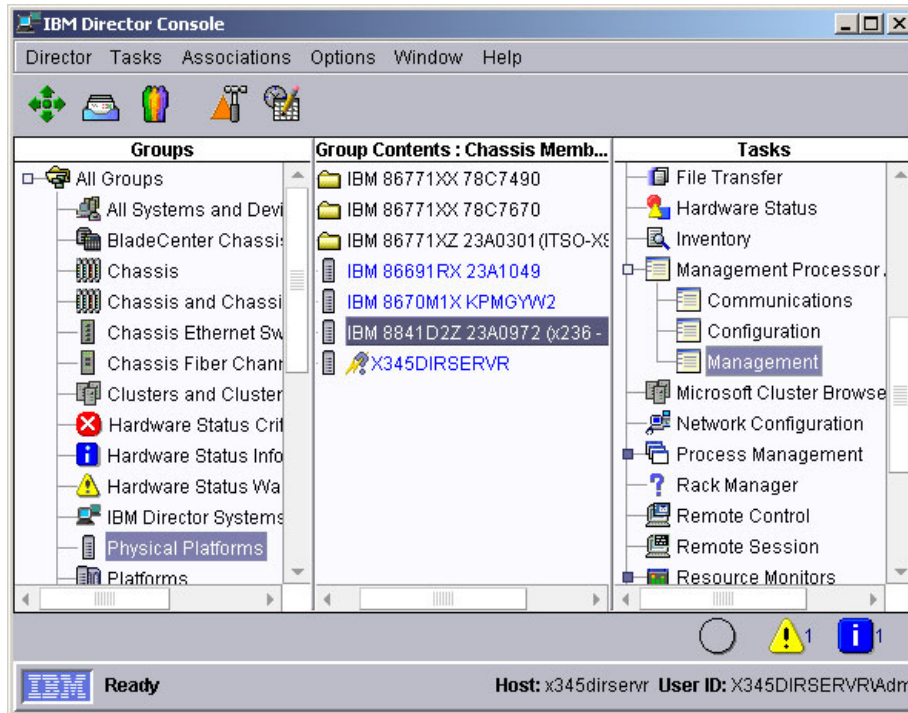 IBM Director Console
Director Tasks Associations Options Window Help
Groups
All Groups
All Systems and Devi
BladeCenter Chassi
Chassis
Chassis and Chassi
Chassis Ethernet Sw
Chassis Fiber Chann
Clusters and Cluster
Hardware Status Crit
Hardware Status Info
Hardware Status Wa
IBM Director Systems
Physical Platforms
Platforms
Group Contents : Chassis Memb...
IBM 86771XX 78C7490
IBM 86771XX 78C7670
IBM 86771XZ 23A0301(ITSO-XS
IBM 86691RX 23A1049
IBM 8670M1X KPMGYW2
IBM 8841D2Z 23A0972 (x236 -
X345DIRSERVR
Tasks
File Transfer
Hardware Status
Inventory
Management Processor
Communications
Configuration
Management
Microsoft Cluster Browse
Network Configuration
Process Management
Rack Manager
Remote Control
Remote Session
Resource Monitors
1 1
IBM Ready Host: x345dirservr User ID: X345DIRSERVR\Adm